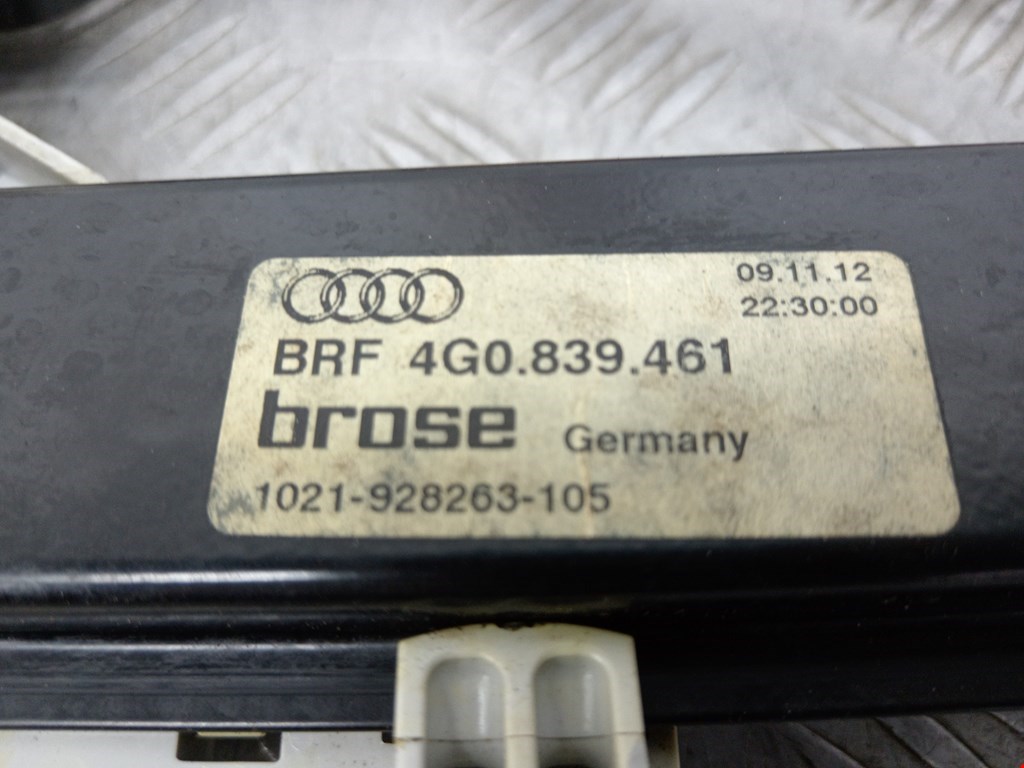 09.11.12
22:30:00
BRF 4G0.839.461
brose Germany
1021-928263-105